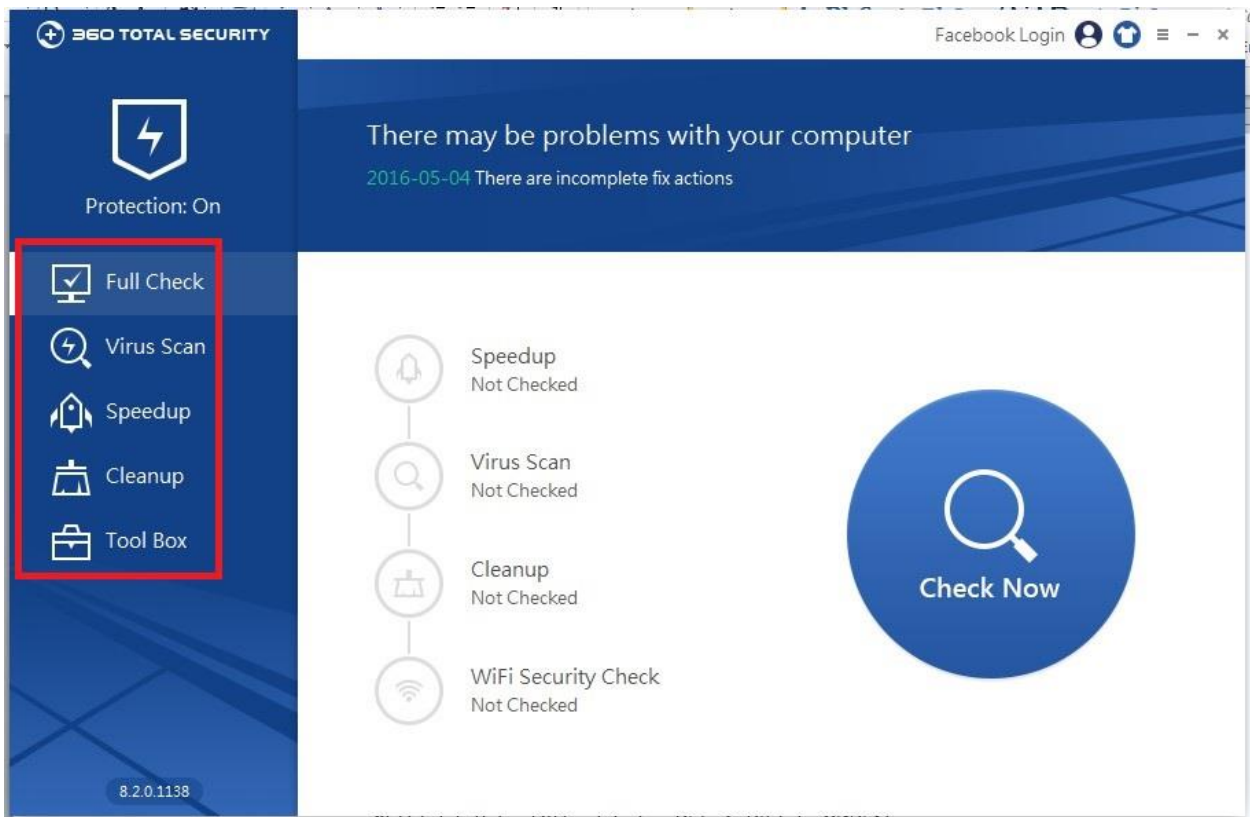 360 TOTAL SECURITY
Facebook Login
Protection: On
There may be problems with your computer
2016-05-04 There are incomplete fix actions
Full Check
Virus Scan
Speedup
Cleanup
Tool Box
Speedup
Not Checked
Virus Scan
Not Checked
Cleanup
Not Checked
WiFi Security Check
Not Checked
Check Now
8.2.0.1138